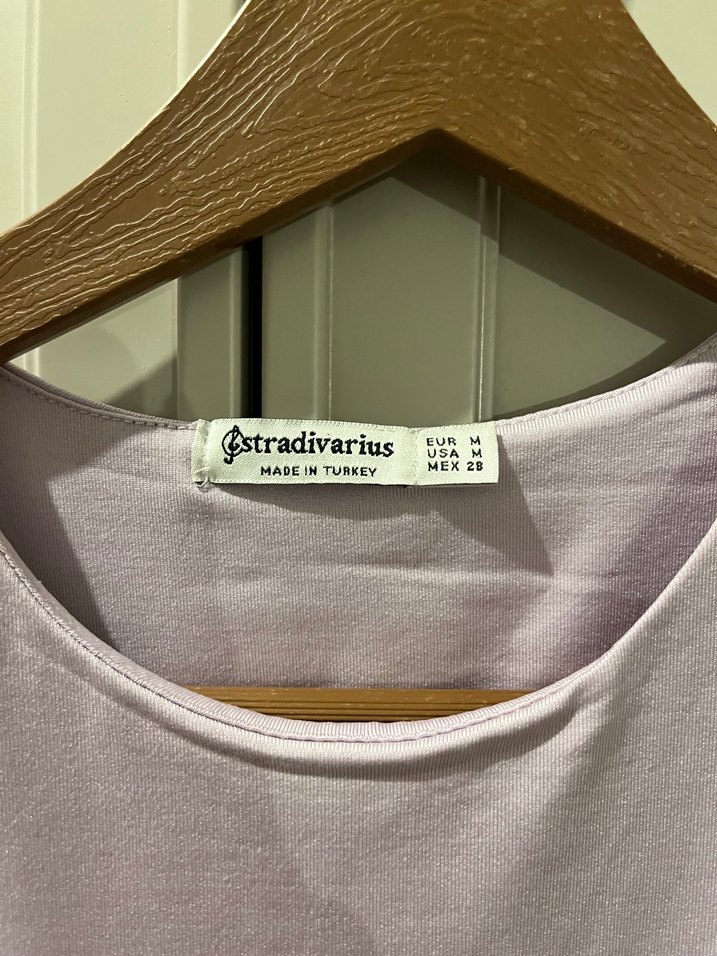 stradivarius
MADE IN TURKEY
EUR M
USA M
MEX 28